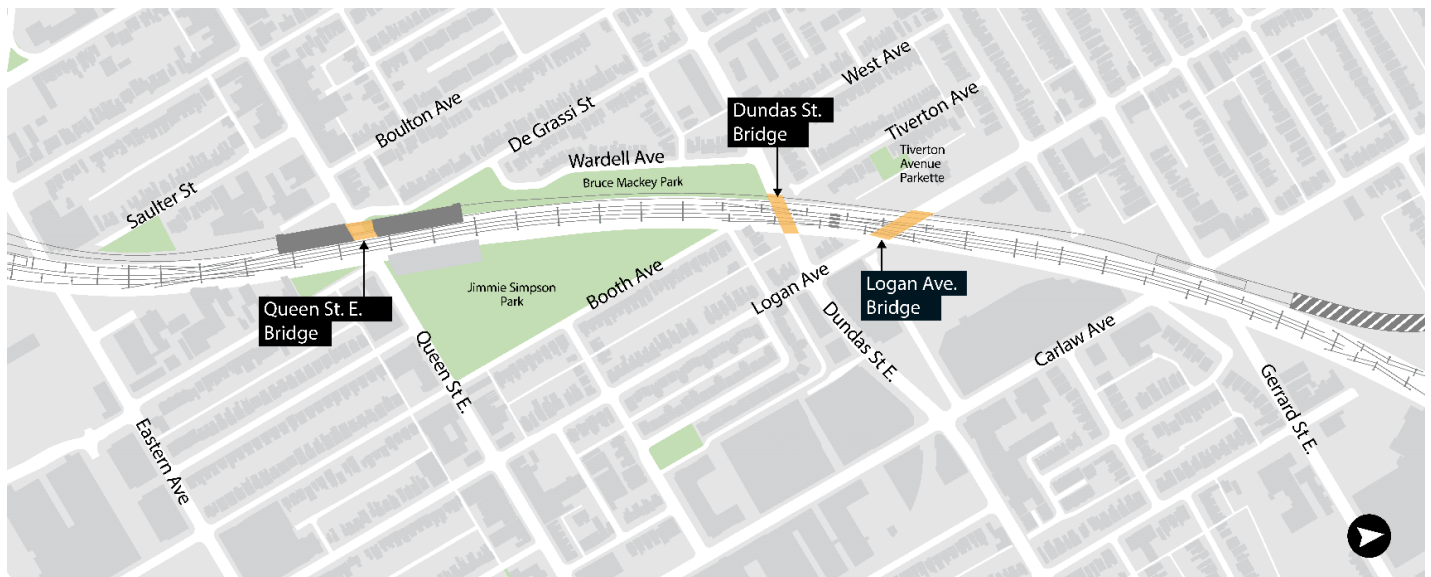 West Ave
Boulton Ave
De Grassi St
Dundas St.
Bridge
Tiverton Ave
Tiverton
Avenue
Parkette
Wardell Ave
Bruce Mackey Park
Saulter St
Jimmie Simpson
Park
Booth Ave
Logan Ave
Logan Ave.
Bridge
Queen St. E.
Bridge
Queen St E.
Dundas St E.
Carlaw Ave
Gerrard St E.
Eastern Ave